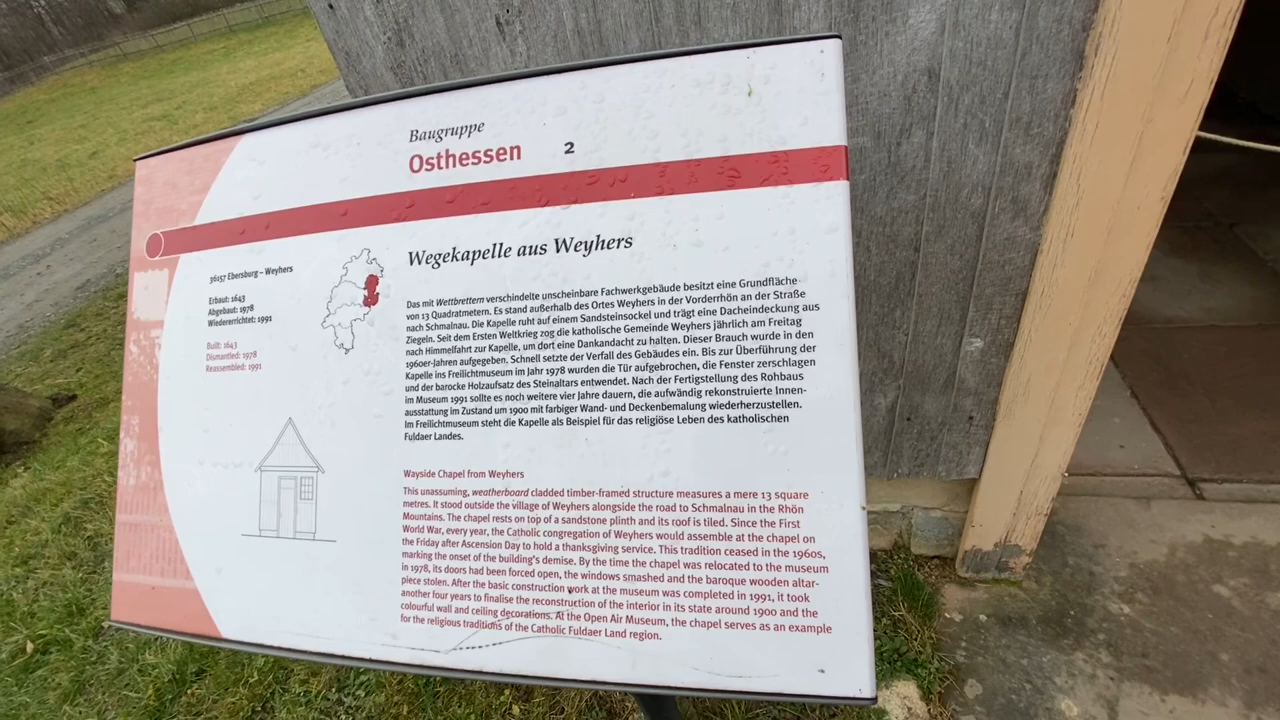 Baugruppe
Osthessen 2
36157 Ebersburg – Weyhers
Erbaut: 1643
Abgebaut: 1978
Wiedererrichtet: 1991
Built: 1643
Dismantled: 1978
Reassembled: 1991
Wegekapelle aus Weyhers
Das mit Wettbrettern verschindelte unscheinbare Fachwerkgebäude besitzt eine Grundfläche
von 13 Quadratmetern. Es stand außerhalb des Ortes Weyhers in der Vorderrhön an der Straße
nach Schmalnau. Die Kapelle ruht auf einem Sandsteinsockel und trägt eine Dacheindeckung aus
Ziegeln. Seit dem Ersten Weltkrieg zog die katholische Gemeinde Weyhers jährlich am Freitag
nach Himmelfahrt zur Kapelle, um dort eine Dankandacht zu halten. Dieser Brauch wurde in den
1960er-Jahren aufgegeben. Schnell setzte der Verfall des Gebäudes ein. Bis zur Überführung der
Kapelle ins Freilichtmuseum im Jahr 1978 wurden die Tür aufgebrochen, die Fenster zerschlagen
und der barocke Holzaufsatz des Steinaltars entwendet. Nach der Fertigstellung des Rohbaus
im Museum 1991 sollte es noch weitere vier Jahre dauern, die aufwändig rekonstruierte Innen-
ausstattung im Zustand um 1900 mit farbiger Wand- und Deckenbemalung wiederherzustellen.
Im Freilichtmuseum steht die Kapelle als Beispiel für das religiöse Leben des katholischen
Fuldaer Landes.
Wayside Chapel from Weyhers
This unassuming, weatherboard cladded timber-framed structure measures a mere 13 square
metres. It stood outside the village of Weyhers alongside the road to Schmalnau in the Rhön
Mountains. The chapel rests on top of a sandstone plinth and its roof is tiled. Since the First
World War, every year, the Catholic congregation of Weyhers would assemble at the chapel on
the Friday after Ascension Day to hold a thanksgiving service. This tradition ceased in the 1960s,
marking the onset of the building's demise. By the time the chapel was relocated to the museum
in 1978, its doors had been forced open, the windows smashed and the baroque wooden altar-
piece stolen. After the basic construction work at the museum was completed in 1991, it took
another four years to finalise the reconstruction of the interior in its state around 1900 and the
colourful wall and ceiling decorations. At the Open Air Museum, the chapel serves as an example
for the religious traditions of the Catholic Fuldaer Land region.